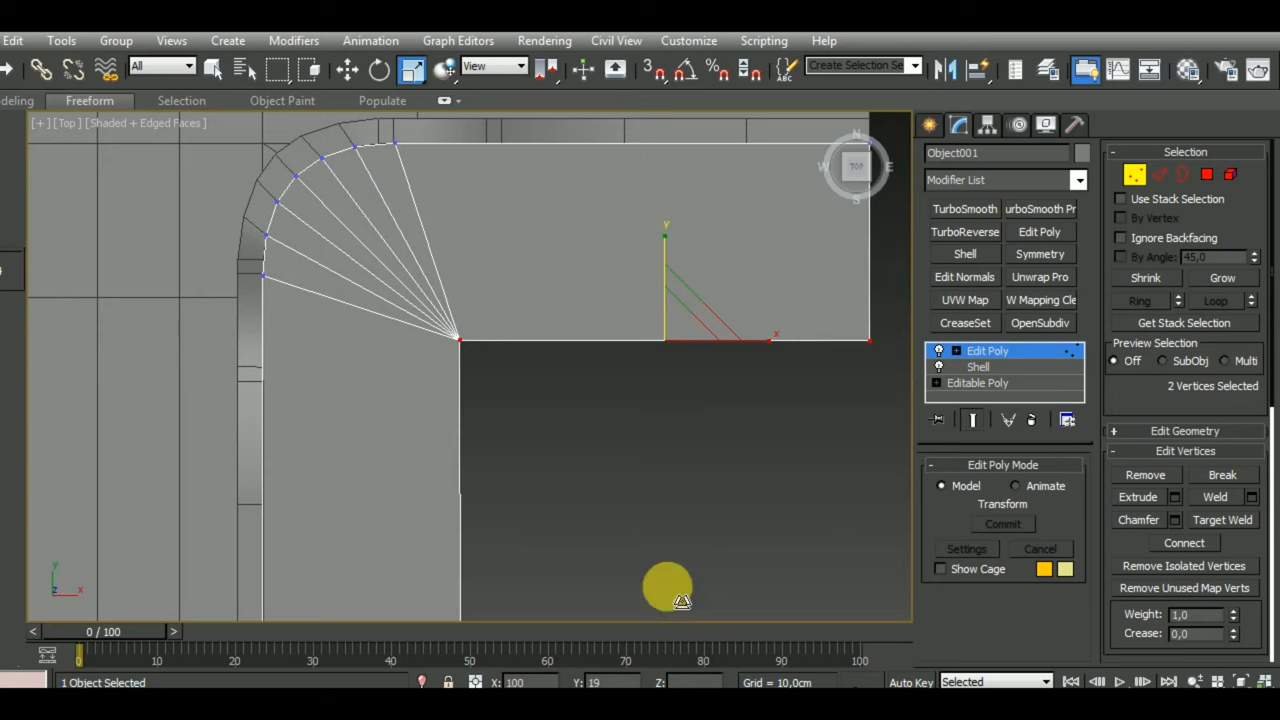 Edit Tools Group Views Create Modifiers Animation Graph Editors Rendering Civil View Customize Scripting Help
All View 3 Create Selection Se
deling Freeform Selection Object Paint Populate
[+] [Top] [Shaded + Edged Faces]
N
W TOP E
S
y
x
y
z x
Object001
Modifier List
TurboSmooth urboSmooth Pr
TurboReverse Edit Poly
Shell Symmetry
Edit Normals Unwrap Pro
UVW Map W Mapping Cle
CreaseSet OpenSubdiv
Edit Poly
Shell
Editable Poly
- Edit Poly Mode
Model Animate
Transform
Commit
Settings Cancel
Show Cage
- Selection
Use Stack Selection
By Vertex
Ignore Backfacing
By Angle: 45,0
Shrink Grow
Ring Loop
Get Stack Selection
Preview Selection
Off SubObj Multi
2 Vertices Selected
+ Edit Geometry
- Edit Vertices
Remove Break
Extrude Weld
Chamfer Target Weld
Connect
Remove Isolated Vertices
Remove Unused Map Verts
Weight: 1,0
Crease: 0,0
< 0 / 100 >
0 10 20 30 40 50 60 70 80 90 100
1 Object Selected X: 100 Y: 19 Z: Grid = 10,0cm Auto Key Selected